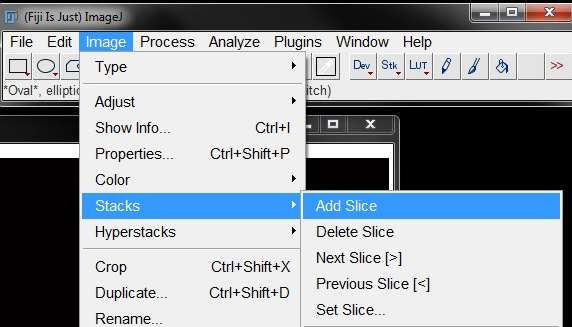 (Fiji Is Just) ImageJ
File Edit Image Process Analyze Plugins Window Help
Dev Stk LUT >>
*Oval*, elliptic
tch)
Type
Adjust
Show Info... Ctrl+I
Properties... Ctrl+Shift+P
Color
Stacks
Hyperstacks
Crop Ctrl+Shift+X
Duplicate... Ctrl+Shift+D
Rename...
Add Slice
Delete Slice
Next Slice [>]
Previous Slice [<]
Set Slice...